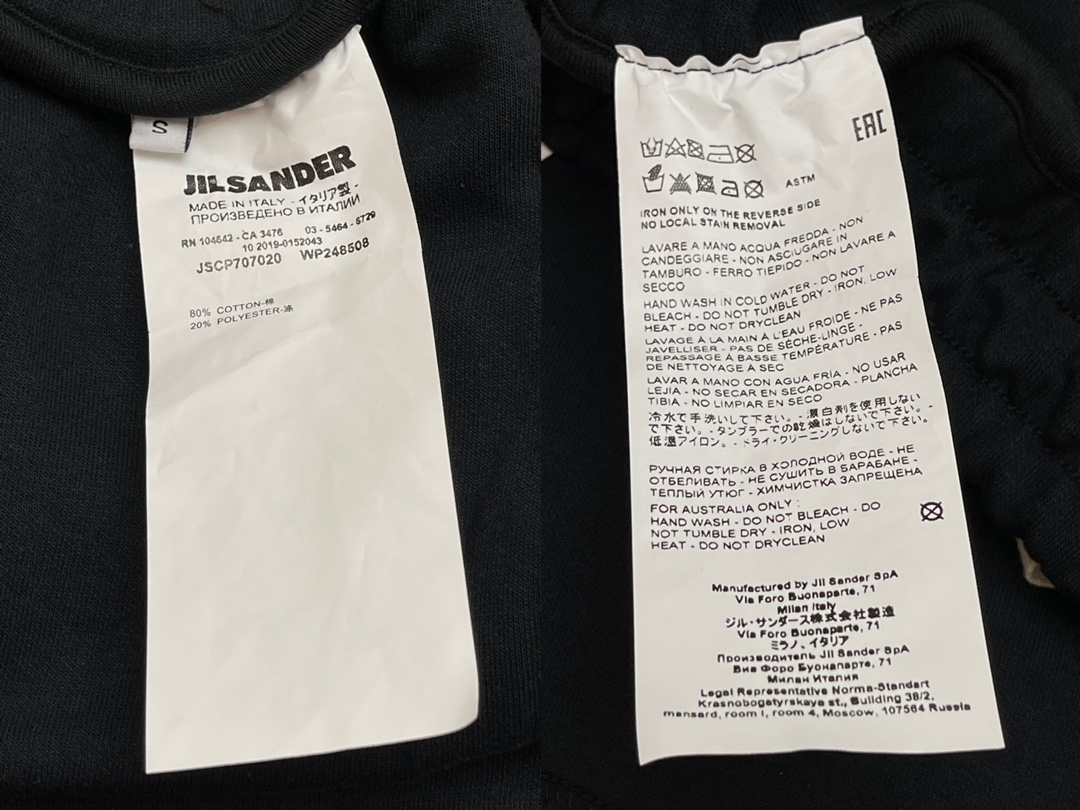 S
JIL SANDER
MADE IN ITALY - イタリア製 -
ПРОИЗВЕДЕНО В ИТАЛИИ
RN 104642 - CA 3476 03 - 5464 - 6729
10 2019-0152043
JSCP707020 WP248508
80% COTTON-棉
20% POLYESTER-涤
EAC
ASTM
IRON ONLY ON THE REVERSE SIDE
NO LOCAL STAIN REMOVAL
LAVARE A MANO ACQUA FREDDA - NON
CANDEGGIARE - NON ASCIUGARE IN
TAMBURO - FERRO TIEPIDO - NON LAVARE A
SECCO
HAND WASH IN COLD WATER - DO NOT
BLEACH - DO NOT TUMBLE DRY - IRON, LOW
HEAT - DO NOT DRYCLEAN
LAVAGE À LA MAIN À L'EAU FROIDE - NE PAS
JAVELLISER - PAS DE SÈCHE-LINGE -
REPASSAGE À BASSE TEMPÉRATURE - PAS
DE NETTOYAGE A SEC
LAVAR A MANO CON AGUA FRIA - NO USAR
LEJIA - NO SECAR EN SECADORA - PLANCHA
TIBIA - NO LIMPIAR EN SECO
冷水で手洗いして下さい。- 漂白剤を使用しない
で下さい。- タンブラーでの乾燥はしないで下さい。-
低温アイロン。- ドライ・クリーニングしないで下さい。
РУЧНАЯ СТИРКА В ХОЛОДНОЙ ВОДЕ - НЕ
ОТБЕЛИВАТЬ - НЕ СУШИТЬ В БАРАБАНЕ -
ТЕПЛЫЙ УТЮГ - ХИМЧИСТКА ЗАПРЕЩЕНА
FOR AUSTRALIA ONLY :
HAND WASH - DO NOT BLEACH - DO
NOT TUMBLE DRY - IRON, LOW
HEAT - DO NOT DRYCLEAN
Manufactured by Jil Sander SpA
Via Foro Buonaparte, 71
Milan Italy
ジル・サンダース株式会社製造
Via Foro Buonaparte, 71
ミラノ、イタリア
Производитель Jil Sander SpA
Виа Форо Буонапарте, 71
Милан Италия
Legal Representative Norma-Standart
Krasnobogatyrskaya st., Building 38/2,
mansard, room I, room 4, Moscow, 107564 Russia